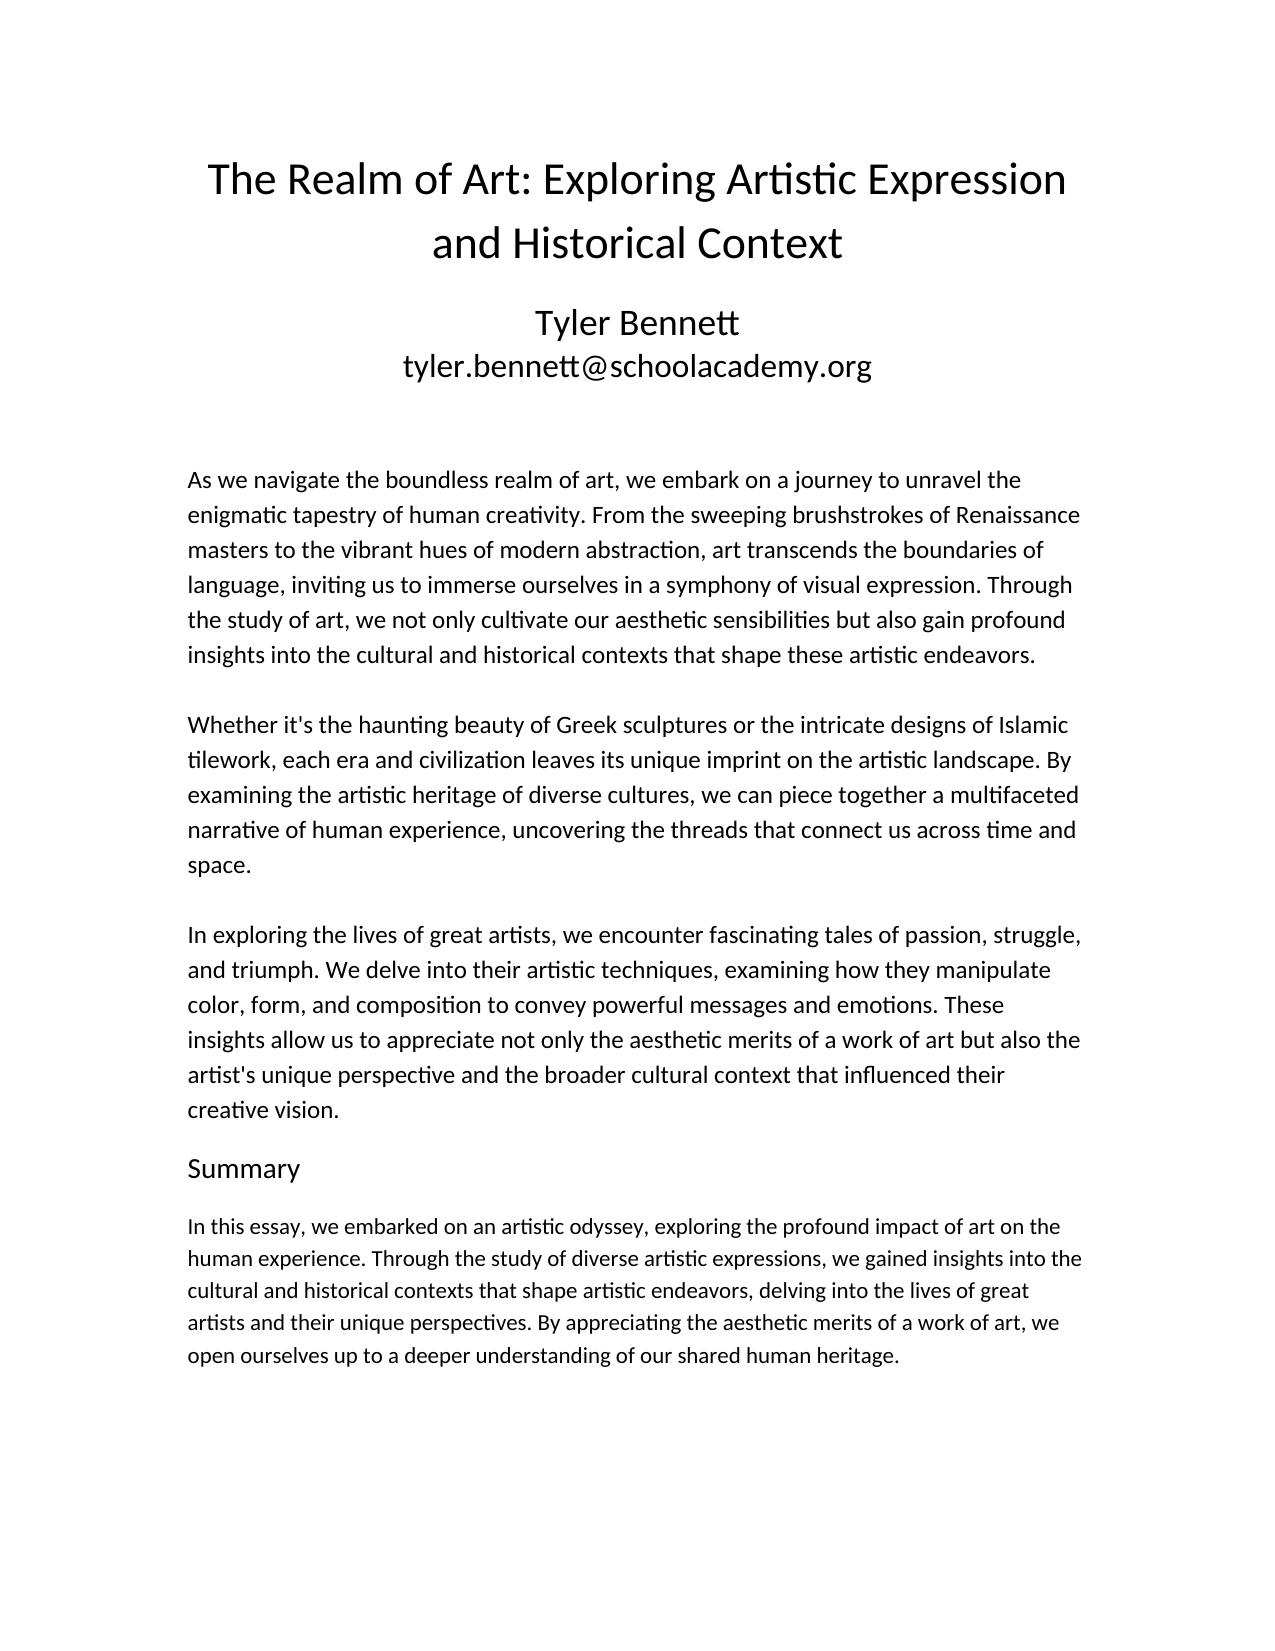 The Realm of Art: Exploring Artistic Expression
and Historical Context
Tyler Bennett
tyler.bennett@schoolacademy.org
As we navigate the boundless realm of art, we embark on a journey to unravel the
enigmatic tapestry of human creativity. From the sweeping brushstrokes of Renaissance
masters to the vibrant hues of modern abstraction, art transcends the boundaries of
language, inviting us to immerse ourselves in a symphony of visual expression. Through
the study of art, we not only cultivate our aesthetic sensibilities but also gain profound
insights into the cultural and historical contexts that shape these artistic endeavors.
Whether it's the haunting beauty of Greek sculptures or the intricate designs of Islamic
tilework, each era and civilization leaves its unique imprint on the artistic landscape. By
examining the artistic heritage of diverse cultures, we can piece together a multifaceted
narrative of human experience, uncovering the threads that connect us across time and
space.
In exploring the lives of great artists, we encounter fascinating tales of passion, struggle,
and triumph. We delve into their artistic techniques, examining how they manipulate
color, form, and composition to convey powerful messages and emotions. These
insights allow us to appreciate not only the aesthetic merits of a work of art but also the
artist's unique perspective and the broader cultural context that influenced their
creative vision.
Summary
In this essay, we embarked on an artistic odyssey, exploring the profound impact of art on the
human experience. Through the study of diverse artistic expressions, we gained insights into the
cultural and historical contexts that shape artistic endeavors, delving into the lives of great
artists and their unique perspectives. By appreciating the aesthetic merits of a work of art, we
open ourselves up to a deeper understanding of our shared human heritage.